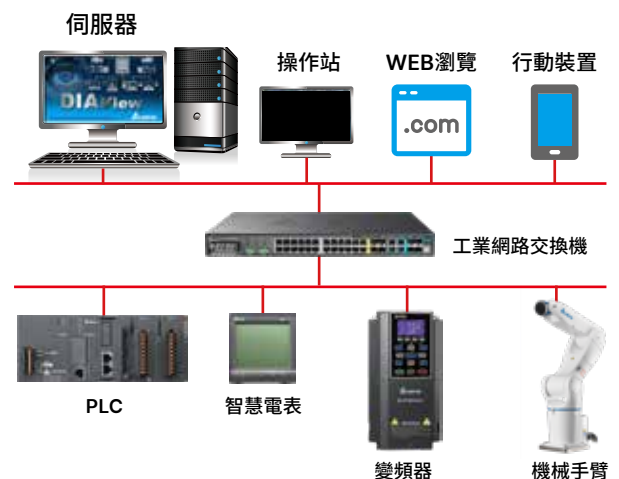 伺服器
操作站
WEB瀏覽
行動裝置
DIAView
.com
工業網路交換機
PLC
智慧電表
變頻器
機械手臂